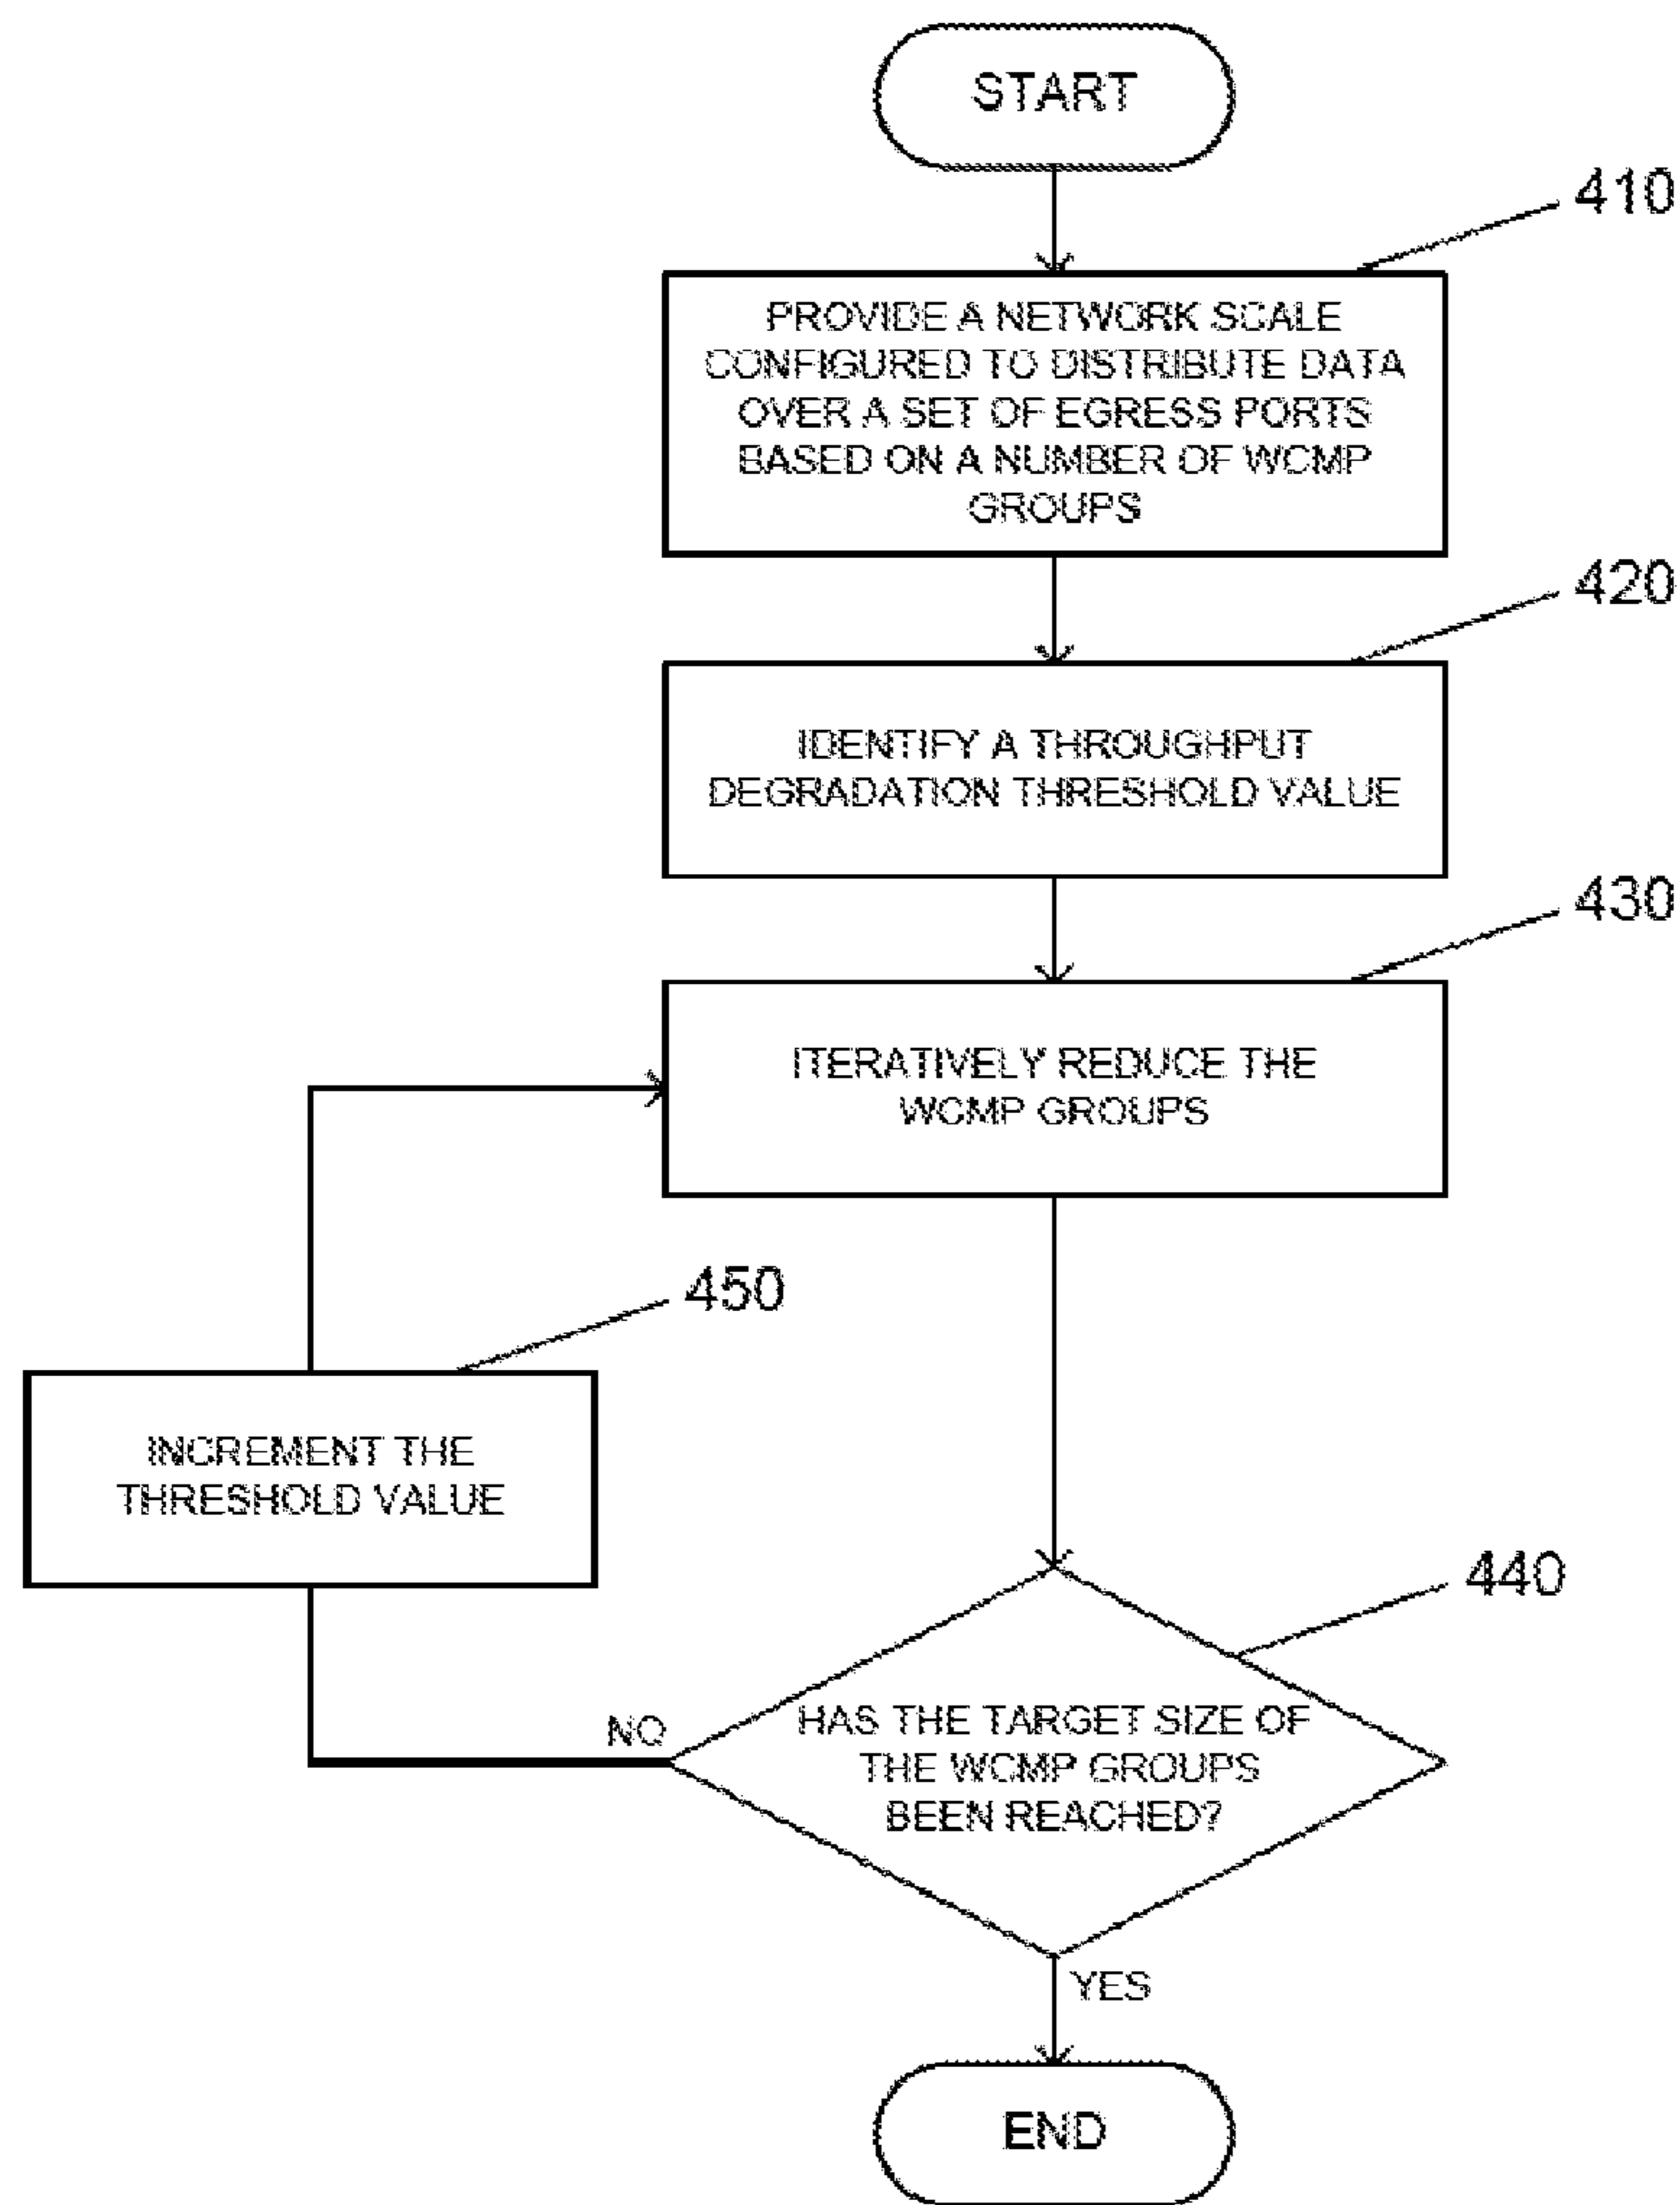 START
410
PROVIDE A NETWORK SCALE
CONFIGURED TO DISTRIBUTE DATA
OVER A SET OF EGRESS PORTS
BASED ON A NUMBER OF WCMP
GROUPS
420
IDENTIFY A THROUGHPUT
DEGRADATION THRESHOLD VALUE
430
ITERATIVELY REDUCE THE
WCMP GROUPS
450
INCREMENT THE
THRESHOLD VALUE
440
NO
HAS THE TARGET SIZE OF
THE WCMP GROUPS
BEEN REACHED?
YES
END